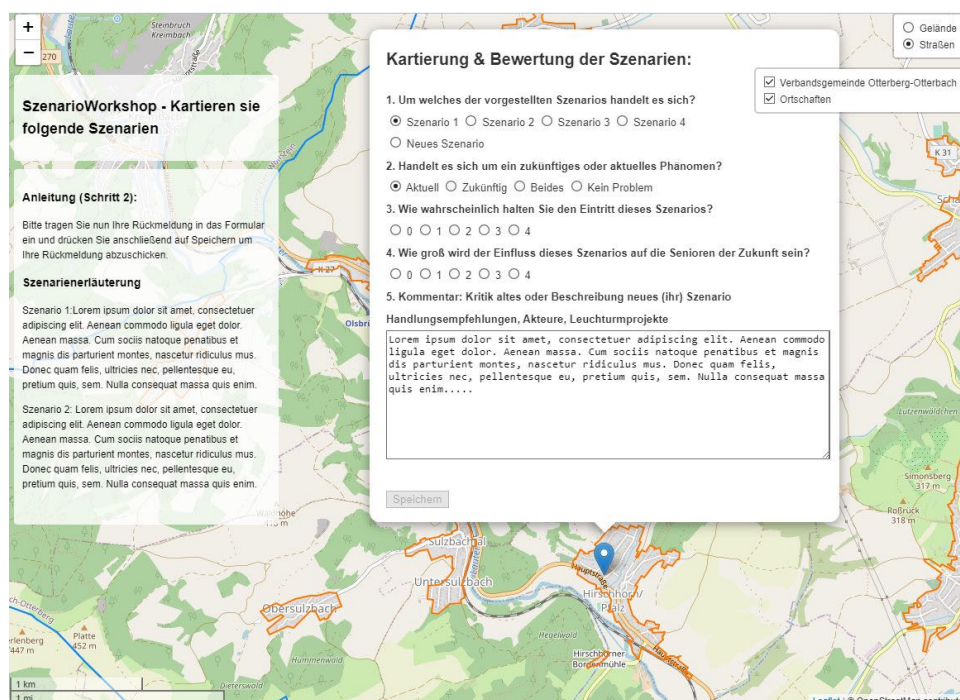 +
−
270
Steinbruch
Kreimbach
SzenarioWorkshop - Kartieren sie
folgende Szenarien
Anleitung (Schritt 2):
Bitte tragen Sie nun Ihre Rückmeldung in das Formular
ein und drücken Sie anschließend auf Speichern um
Ihre Rückmeldung abzuschicken.
Szenarienerläuterung
Szenario 1:Lorem ipsum dolor sit amet, consectetuer
adipiscing elit. Aenean commodo ligula eget dolor.
Aenean massa. Cum sociis natoque penatibus et
magnis dis parturient montes, nascetur ridiculus mus.
Donec quam felis, ultricies nec, pellentesque eu,
pretium quis, sem. Nulla consequat massa quis enim.
Szenario 2: Lorem ipsum dolor sit amet, consectetuer
adipiscing elit. Aenean commodo ligula eget dolor.
Aenean massa. Cum sociis natoque penatibus et
magnis dis parturient montes, nascetur ridiculus mus.
Donec quam felis, ultricies nec, pellentesque eu,
pretium quis, sem. Nulla consequat massa quis enim.
Kartierung & Bewertung der Szenarien:
1. Um welches der vorgestellten Szenarios handelt es sich?
Szenario 1 Szenario 2 Szenario 3 Szenario 4
Neues Szenario
2. Handelt es sich um ein zukünftiges oder aktuelles Phänomen?
Aktuell Zukünftig Beides Kein Problem
3. Wie wahrscheinlich halten Sie den Eintritt dieses Szenarios?
0 1 2 3 4
4. Wie groß wird der Einfluss dieses Szenarios auf die Senioren der Zukunft sein?
0 1 2 3 4
5. Kommentar: Kritik altes oder Beschreibung neues (ihr) Szenario
Handlungsempfehlungen, Akteure, Leuchturmprojekte
Lorem ipsum dolor sit amet, consectetuer adipiscing elit. Aenean commodo
ligula eget dolor. Aenean massa. Cum sociis natoque penatibus et magnis
dis parturient montes, nascetur ridiculus mus. Donec quam felis,
ultricies nec, pellentesque eu, pretium quis, sem. Nulla consequat massa
quis enim.....
Speichern
Gelände
Straßen
Verbandsgemeinde Otterberg-Otterbach
Ortschaften
K 31
K 27
Olsbrü
Lutzenwäldchen
Simonsberg
317 m
Roßrück
318 m
Sulzbachtal
Untersulzbach
Obersulzbach
Hauptstraße
Hirschhorn/
Pfalz
Hegelwald
Hirschhorner
Borgenmühle
Hauptstraße
Hummenwald
Dieterswald
Platte
452 m
447 m
1 km
1 mi
Leaflet | © OpenStreetMap contribut